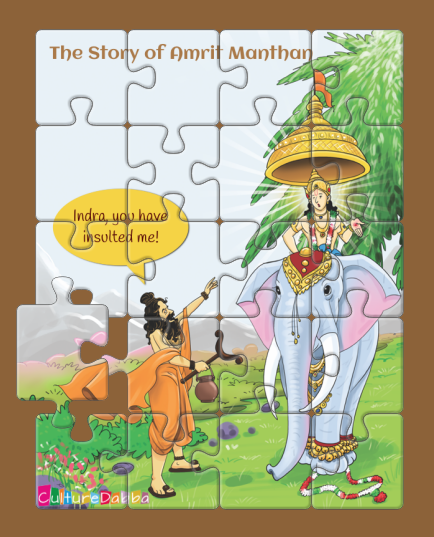 The Story of Amrit Manthan
Indra, you have
insulted me!
CultureDabba